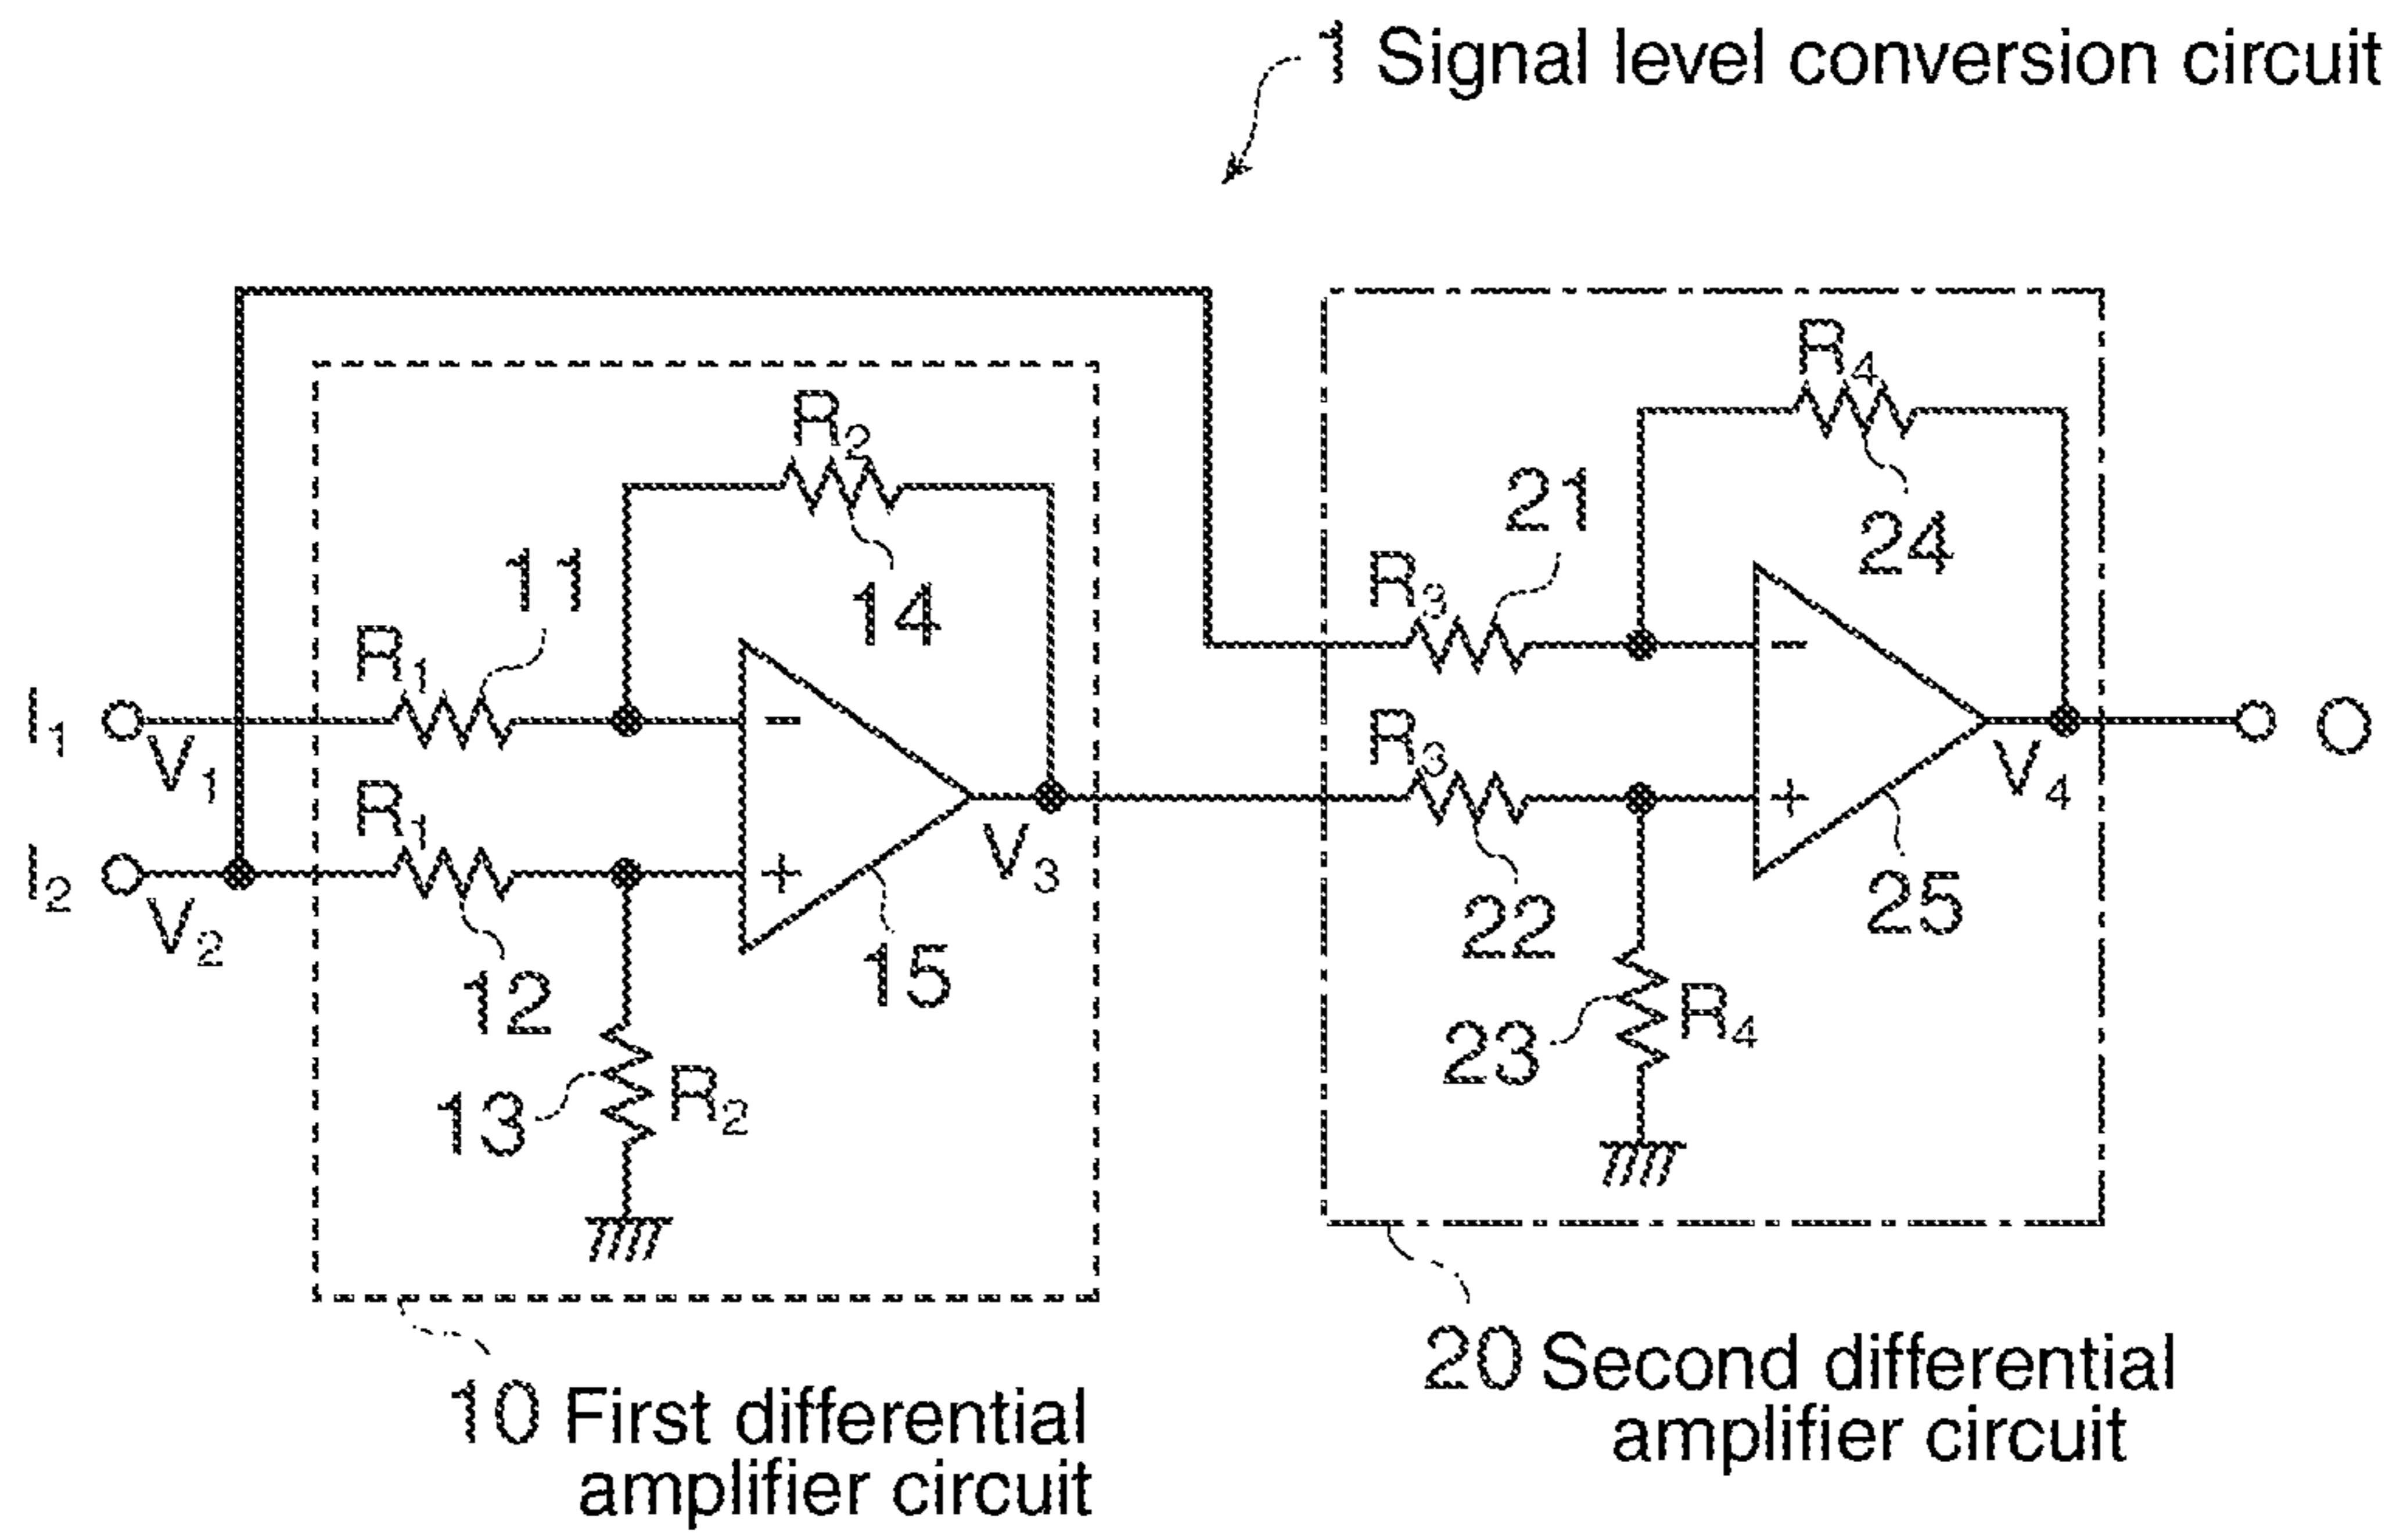 1 Signal level conversion circuit
R4
R2
21
24
11
R3
14
R1
I1
V1
R3
O
R1
V4
V3
I2
V2
25
22
15
12
23
R4
13
R2
20 Second differential
amplifier circuit
10 First differential
amplifier circuit
-
+
-
+